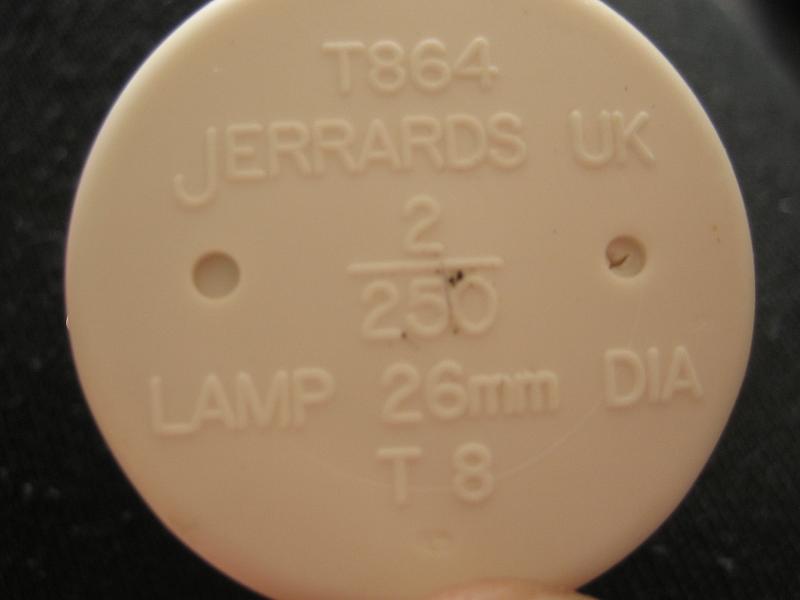 T864
JERRARDS UK
2
250
LAMP 26mm DIA
T 8